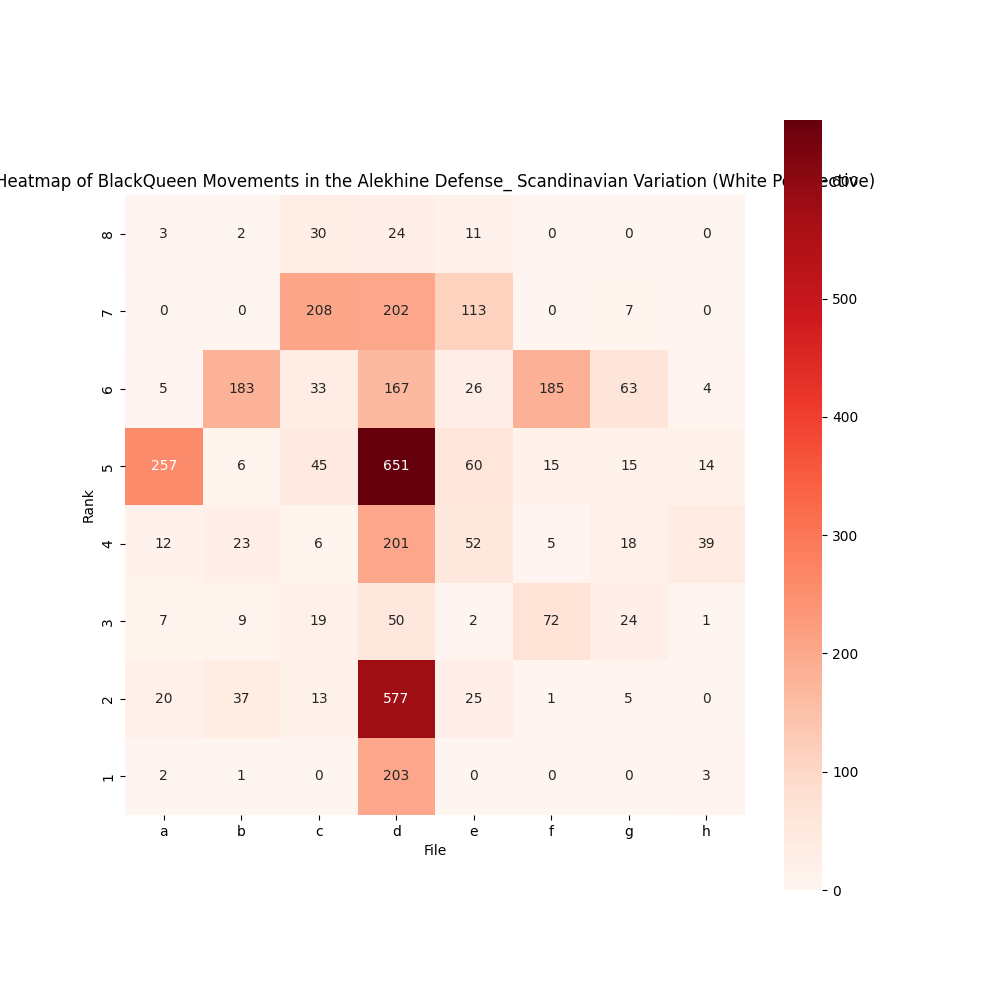 Heatmap of BlackQueen Movements in the Alekhine Defense_ Scandinavian Variation (White
8 3 2 30 24 11 0 0 0
7 0 0 208 202 113 0 7 0
6 5 183 33 167 26 185 63 4
5 257 6 45 651 60 15 15 14
4 12 23 6 201 52 5 18 39
3 7 9 19 50 2 72 24 1
2 20 37 13 577 25 1 5 0
1 2 1 0 203 0 0 0 3
a b c d e f g h
File
Rank
500
400
300
200
100
0